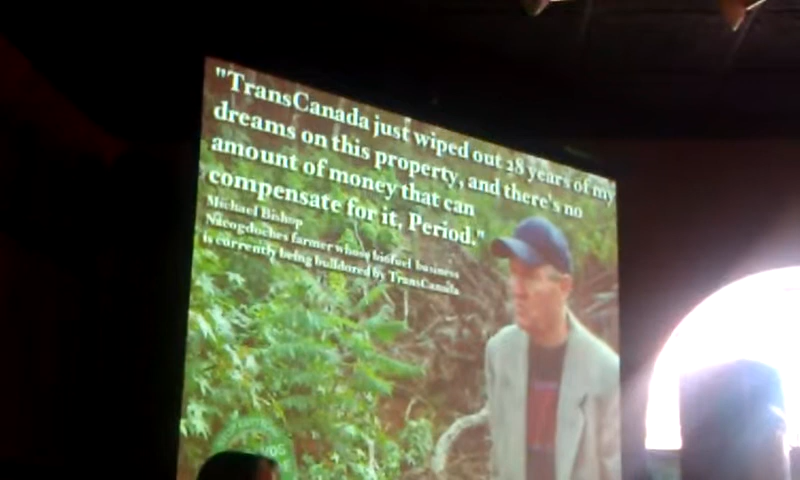 "TransCanada just wiped out 28 years of my
dreams on this property, and there's no
amount of money that can
compensate for it. Period."
Michael Bishop
Nacogdoches farmer whose biofuel business
is currently being bulldozed by TransCanada